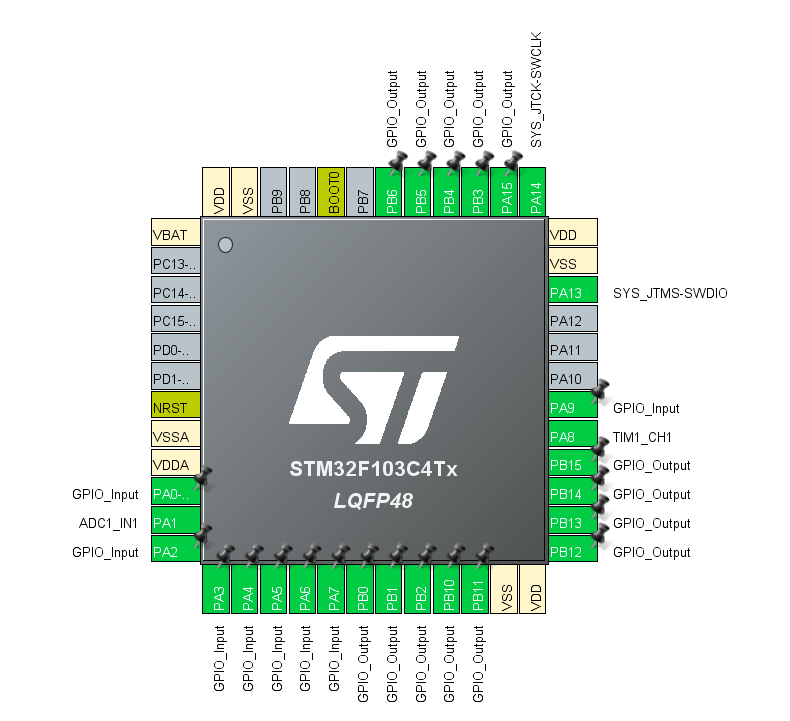 GPIO_Output
GPIO_Output
GPIO_Output
GPIO_Output
GPIO_Output
SYS_JTCK-SWCLK
VDD
VSS
PB9
PB8
BOOT0
PB7
PB6
PB5
PB4
PB3
PA15
PA14
VBAT
PC13-..
PC14-..
PC15-..
PD0-..
PD1-..
NRST
VSSA
VDDA
GPIO_Input PA0-..
ADC1_IN1 PA1
GPIO_Input PA2
STM32F103C4Tx
LQFP48
VDD
VSS
PA13 SYS_JTMS-SWDIO
PA12
PA11
PA10
PA9 GPIO_Input
PA8 TIM1_CH1
PB15 GPIO_Output
PB14 GPIO_Output
PB13 GPIO_Output
PB12 GPIO_Output
PA3
PA4
PA5
PA6
PA7
PB0
PB1
PB2
PB10
PB11
VSS
VDD
GPIO_Input
GPIO_Input
GPIO_Input
GPIO_Input
GPIO_Input
GPIO_Output
GPIO_Output
GPIO_Output
GPIO_Output
GPIO_Output